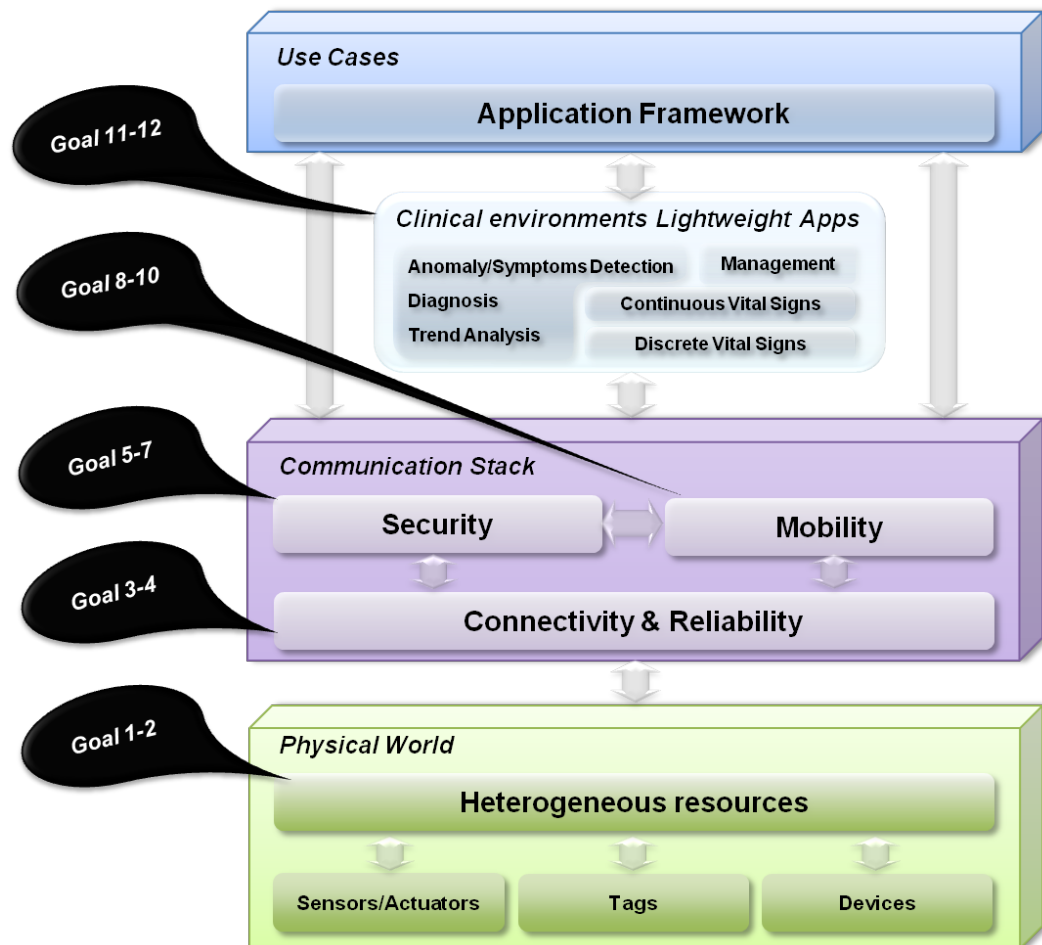 Use Cases
Application Framework
Goal 11-12
Clinical environments Lightweight Apps
Anomaly/Symptoms Detection
Management
Diagnosis
Continuous Vital Signs
Trend Analysis
Discrete Vital Signs
Goal 8-10
Goal 5-7
Communication Stack
Security
Mobility
Goal 3-4
Connectivity & Reliability
Goal 1-2
Physical World
Heterogeneous resources
Sensors/Actuators
Tags
Devices